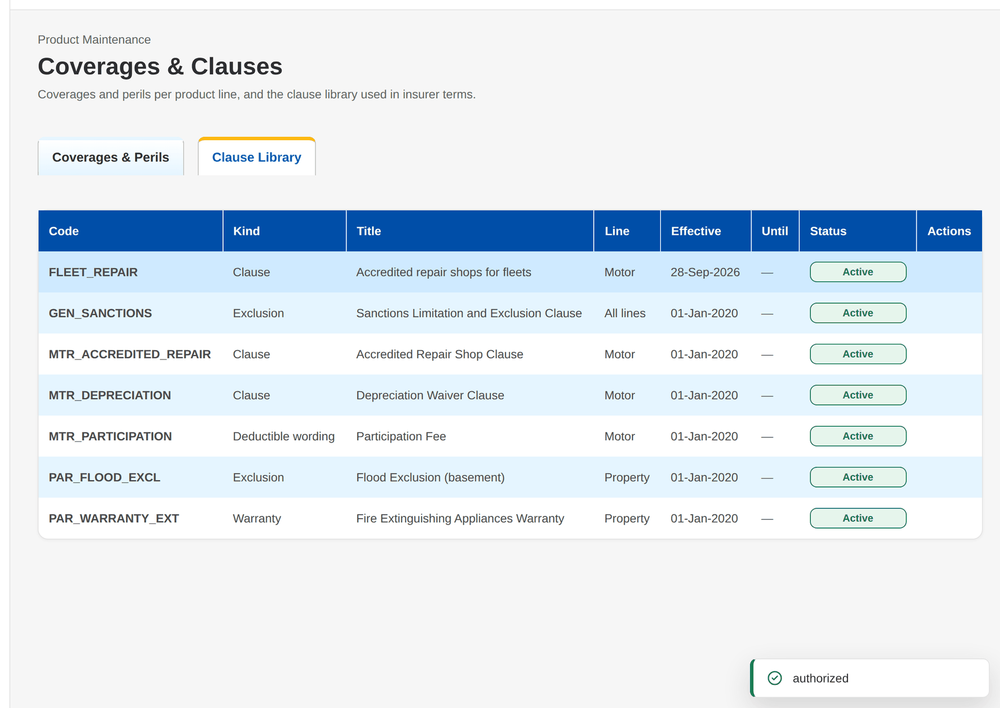 Product Maintenance
Coverages & Clauses
Coverages and perils per product line, and the clause library used in insurer terms.
Coverages & Perils Clause Library
Code Kind Title Line Effective Until Status Actions
FLEET_REPAIR Clause Accredited repair shops for fleets Motor 28-Sep-2026 — Active
GEN_SANCTIONS Exclusion Sanctions Limitation and Exclusion Clause All lines 01-Jan-2020 — Active
MTR_ACCREDITED_REPAIR Clause Accredited Repair Shop Clause Motor 01-Jan-2020 — Active
MTR_DEPRECIATION Clause Depreciation Waiver Clause Motor 01-Jan-2020 — Active
MTR_PARTICIPATION Deductible wording Participation Fee Motor 01-Jan-2020 — Active
PAR_FLOOD_EXCL Exclusion Flood Exclusion (basement) Property 01-Jan-2020 — Active
PAR_WARRANTY_EXT Warranty Fire Extinguishing Appliances Warranty Property 01-Jan-2020 — Active
authorized